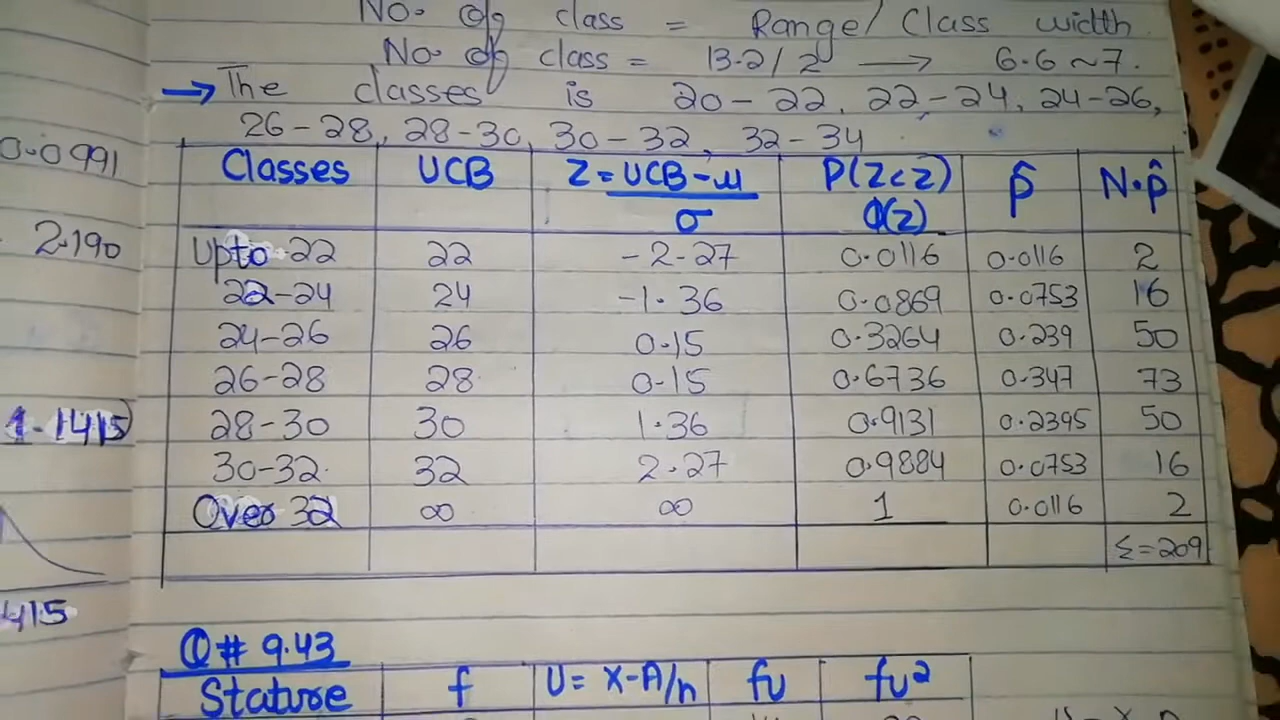 No. of class = Range/Class width
No. of class = 13.2/2 → 6.6 ~ 7.
→ The classes is 20-22, 22-24, 24-26,
26-28, 28-30, 30-32, 32-34
0.0991
2.190
1.1415
415
Classes UCB Z = UCB-μ/σ P(Z<z) Φ(z) p̂ N·p̂
Upto 22 22 -2.27 0.0116 0.0116 2
22-24 24 -1.36 0.0869 0.0753 16
24-26 26 0.15 0.3264 0.239 50
26-28 28 0.15 0.6736 0.347 73
28-30 30 1.36 0.9131 0.2395 50
30-32 32 2.27 0.9884 0.0753 16
Over 32 ∞ ∞ 1 0.0116 2
Σ=209
Q# 9.43
Stature f U = X-A/h fu fu²